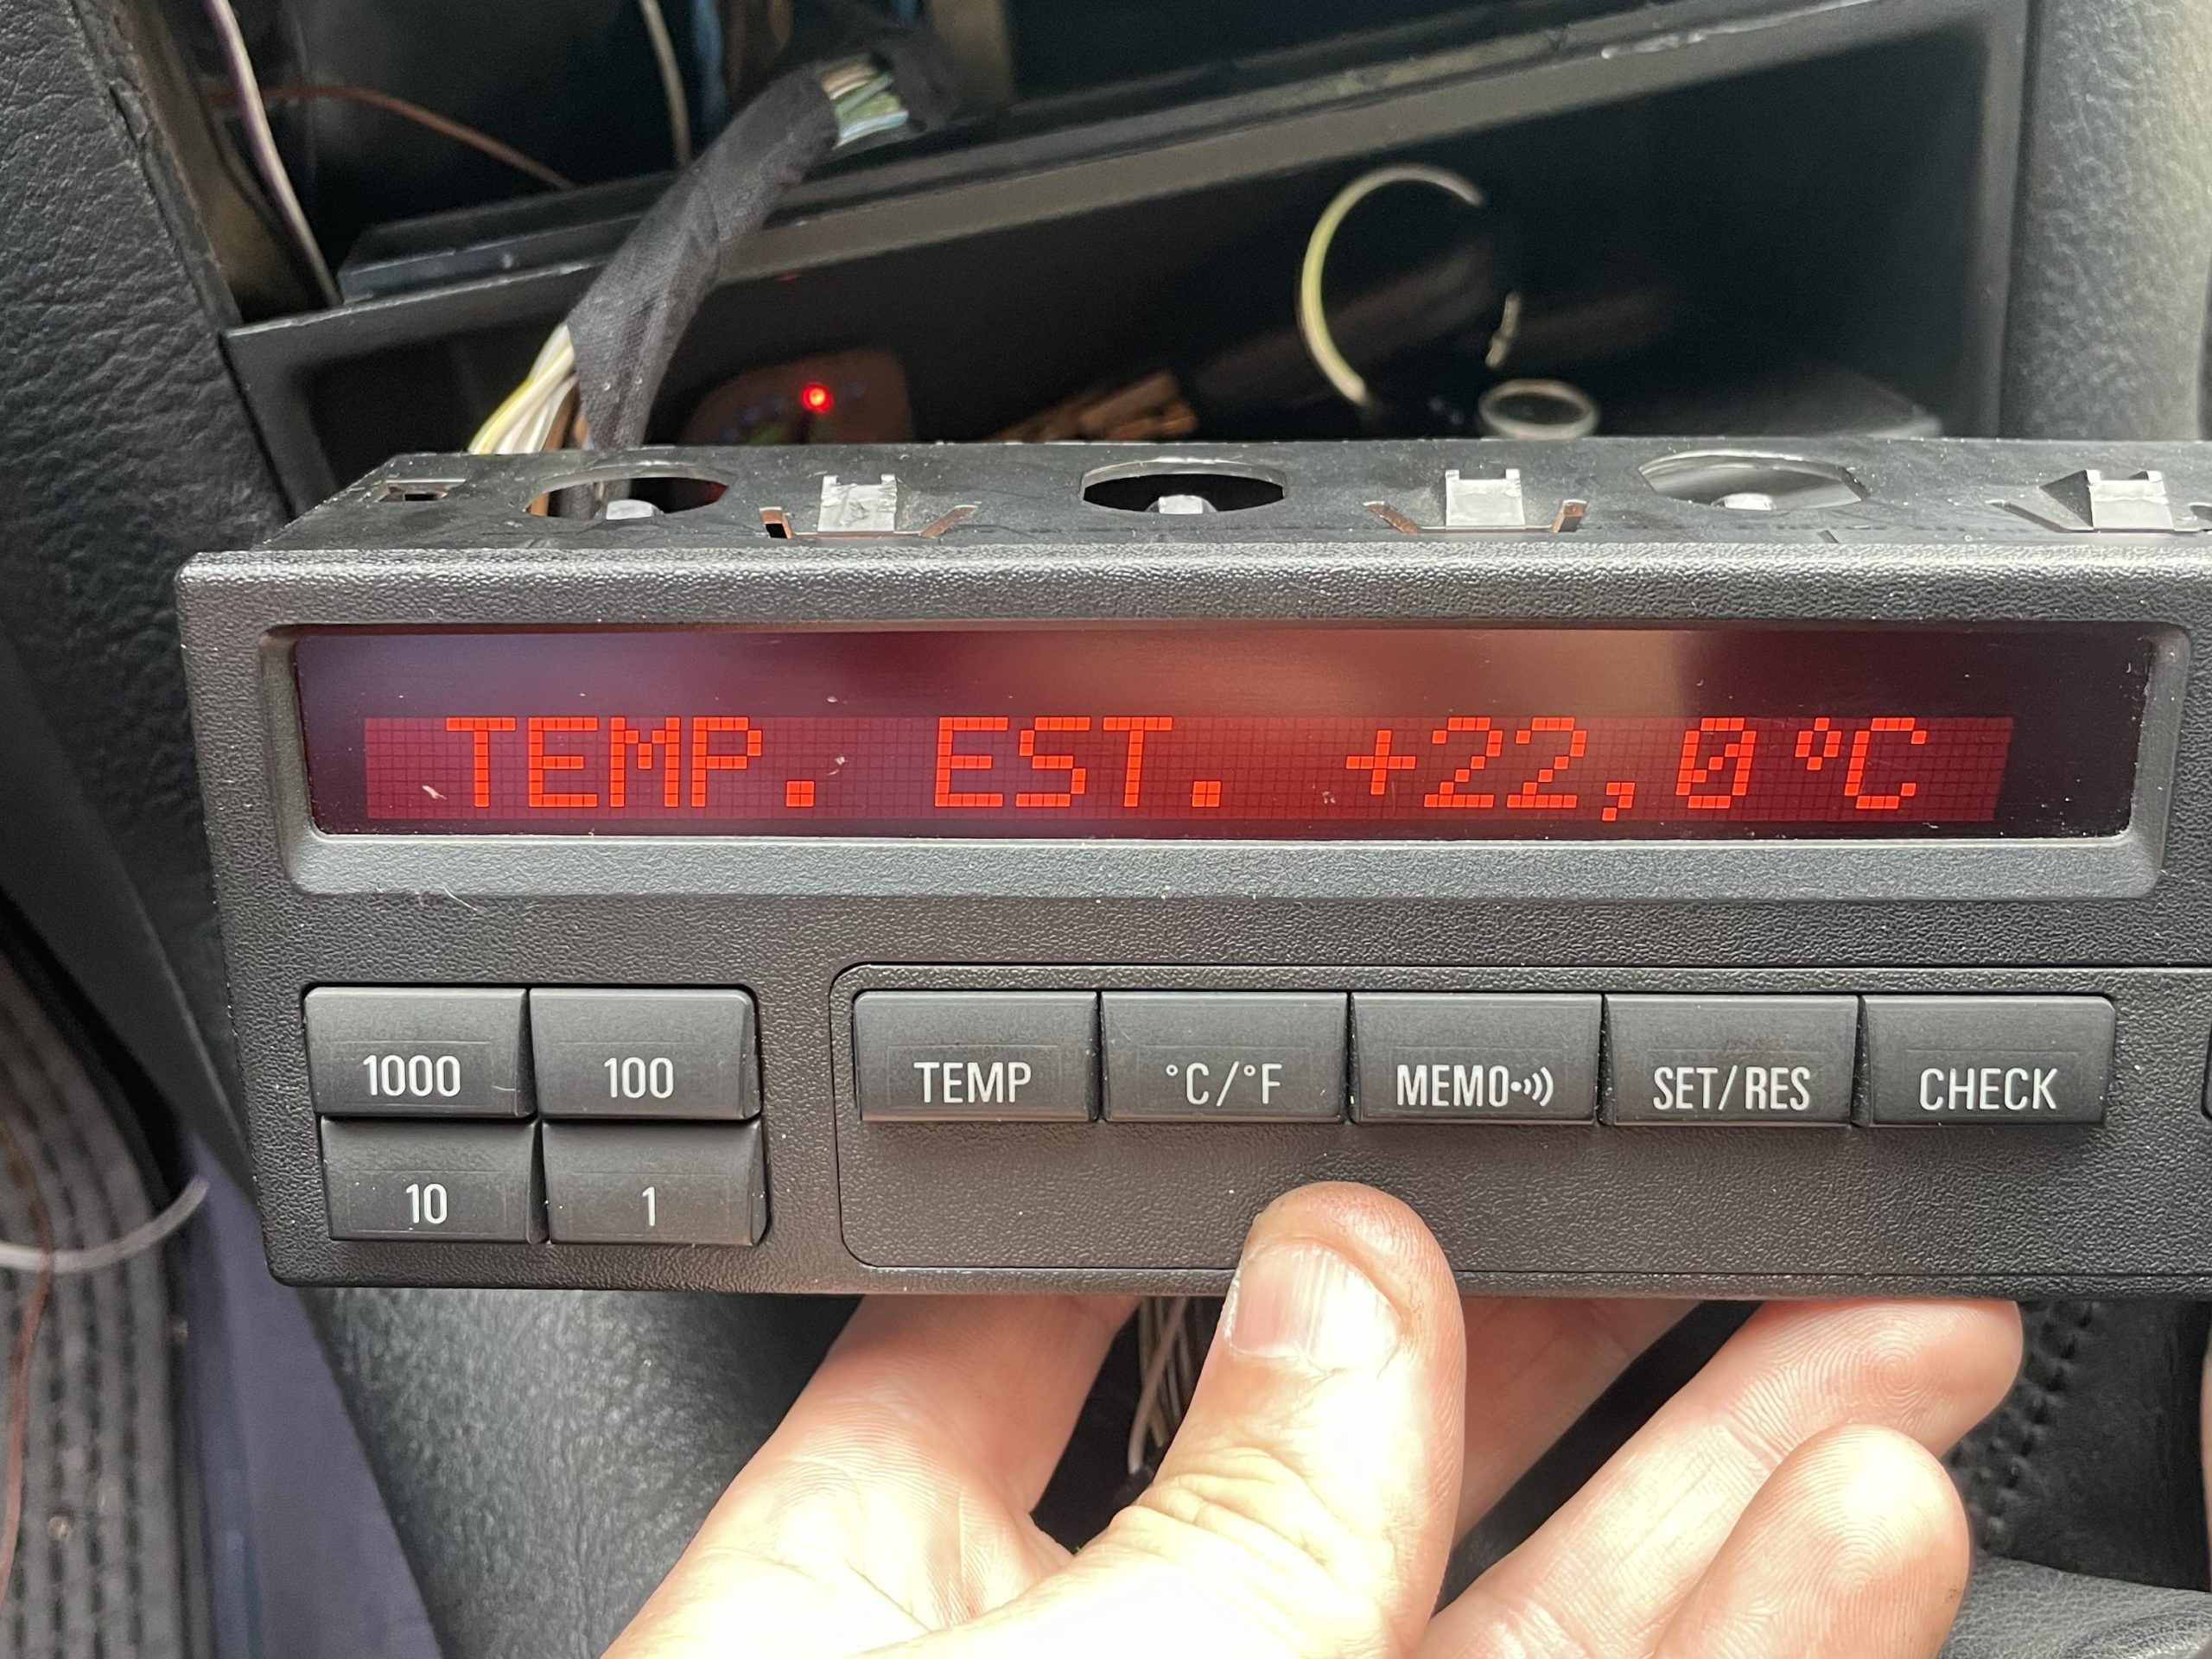 TEMP. EST. +22,0°C
1000 100 TEMP °C/°F MEMO SET/RES CHECK
10 1